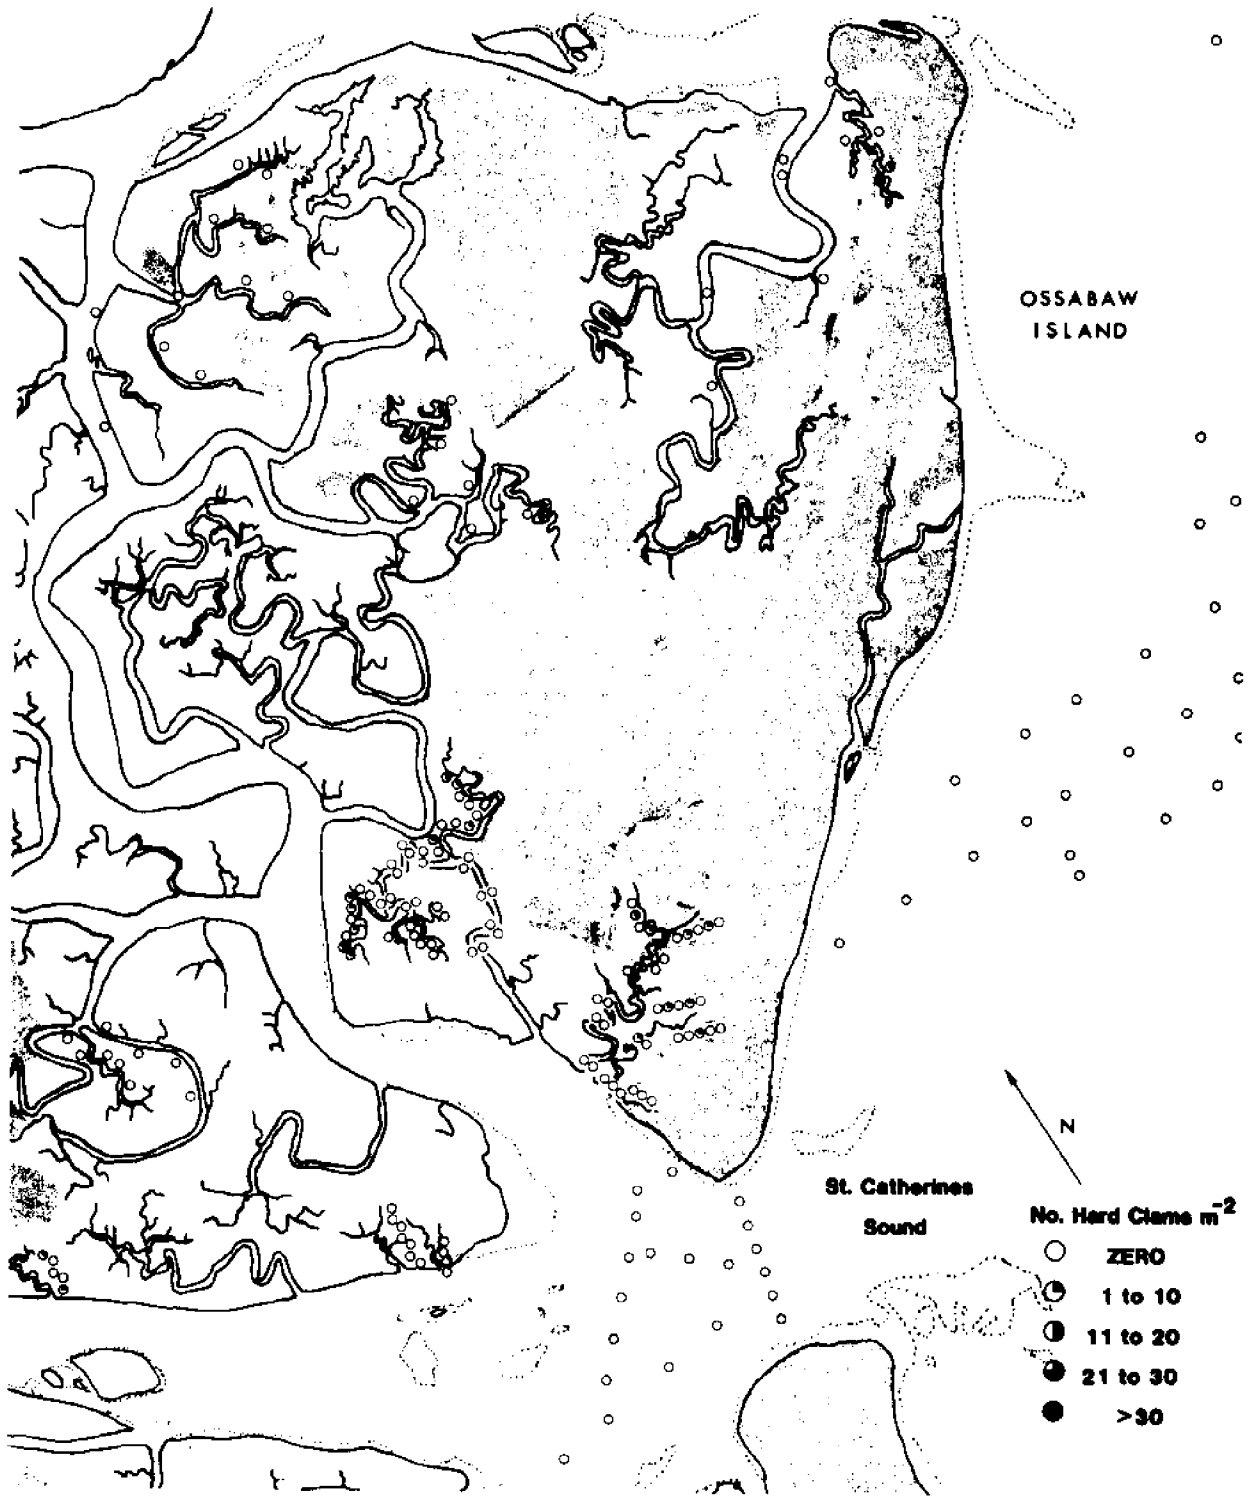 OSSABAW
ISLAND
N
St. Catherines
Sound
No. Hard Clams m⁻²
ZERO
1 to 10
11 to 20
21 to 30
>30